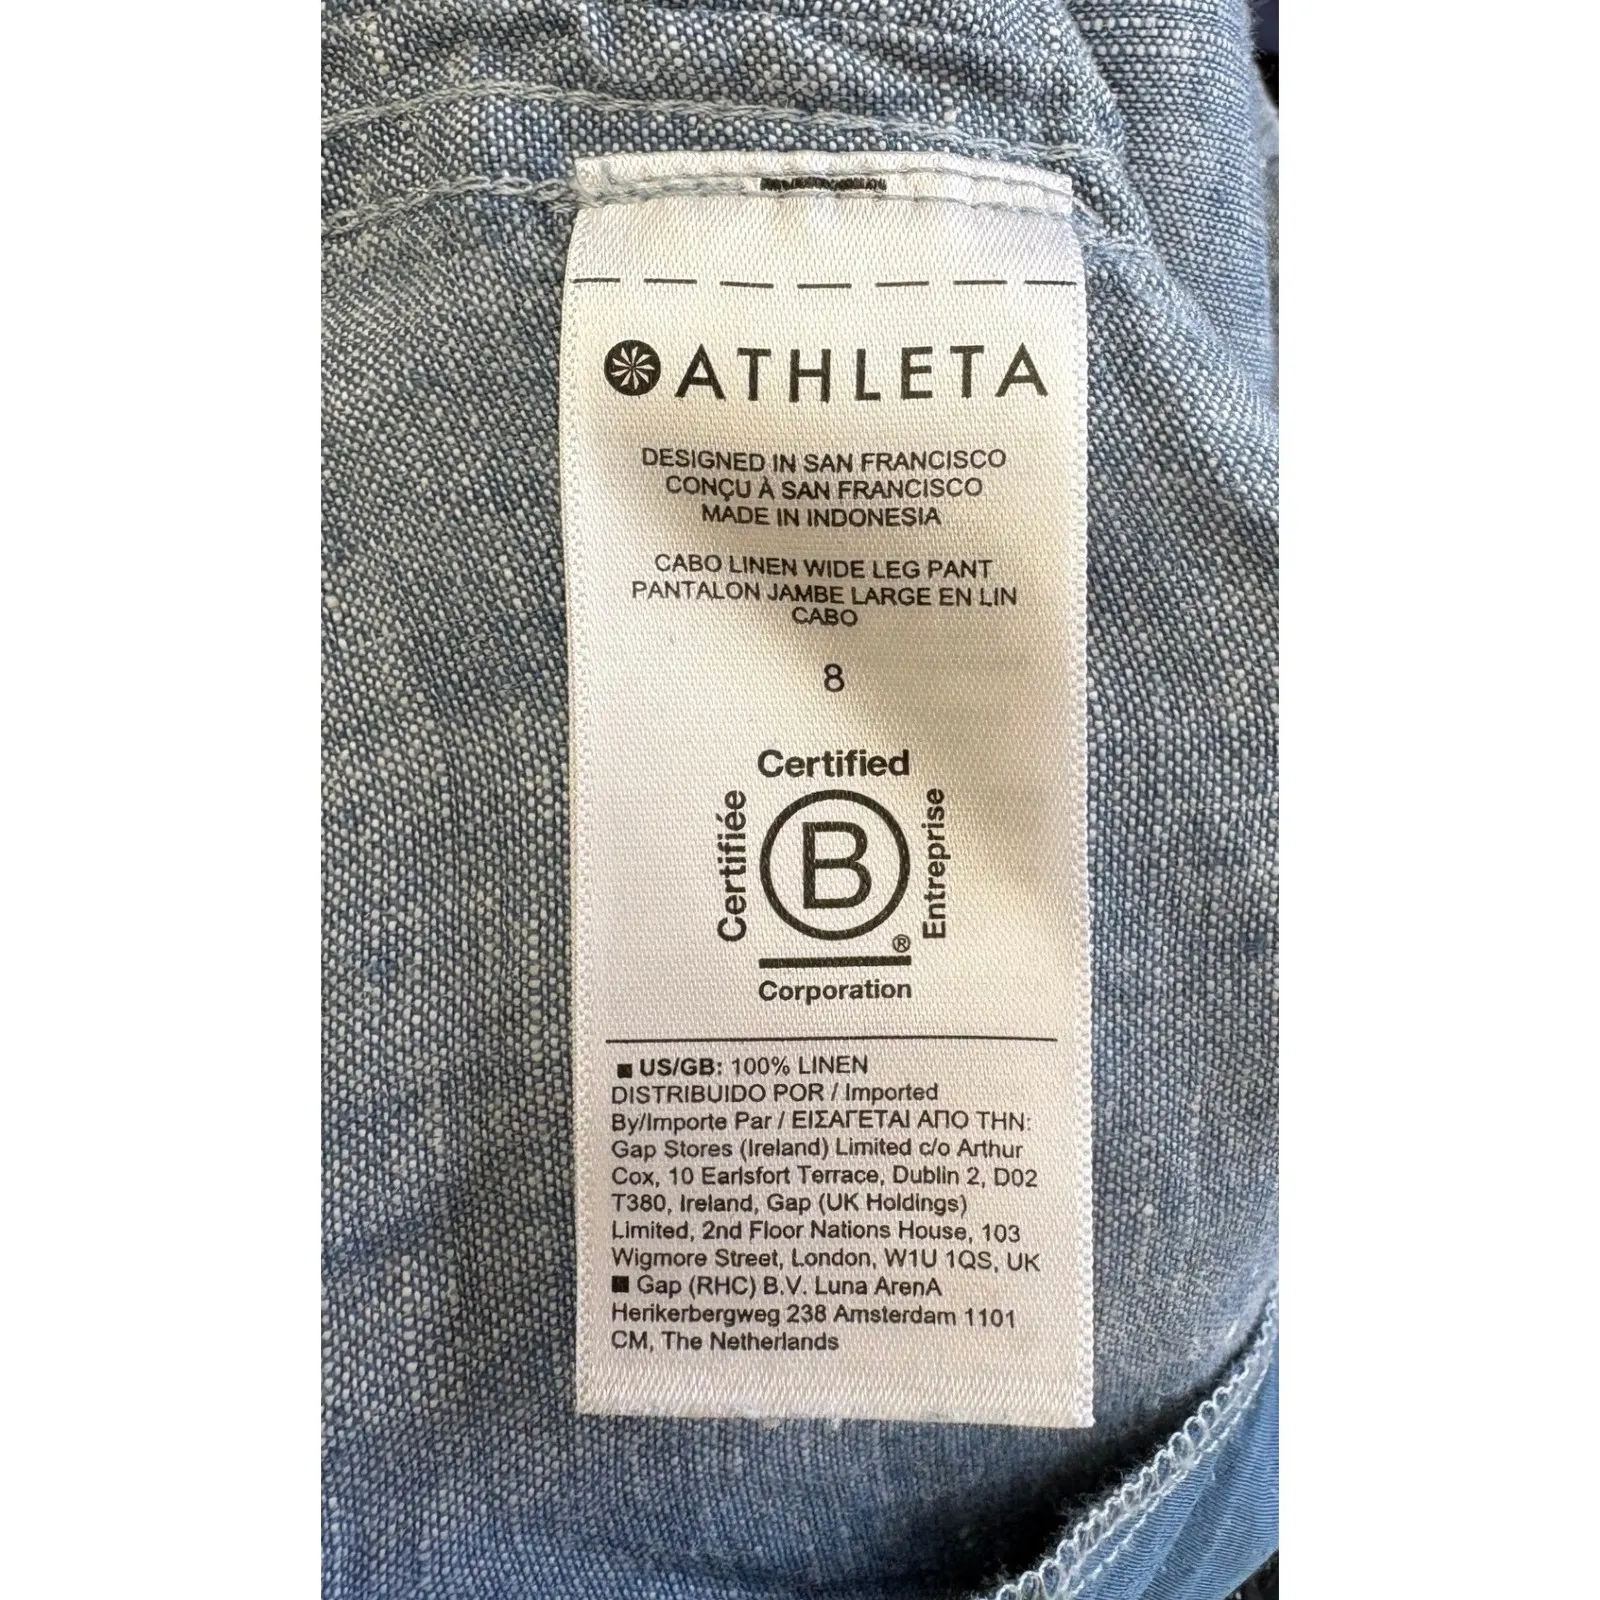 ATHLETA
DESIGNED IN SAN FRANCISCO
CONÇU À SAN FRANCISCO
MADE IN INDONESIA
CABO LINEN WIDE LEG PANT
PANTALON JAMBE LARGE EN LIN
CABO
8
Certified
Certifiée
B
Entreprise
®
Corporation
US/GB: 100% LINEN
DISTRIBUIDO POR / Imported
By/Importe Par / ΕΙΣΑΓΕΤΑΙ ΑΠΟ ΤΗΝ:
Gap Stores (Ireland) Limited c/o Arthur
Cox, 10 Earlsfort Terrace, Dublin 2, D02
T380, Ireland, Gap (UK Holdings)
Limited, 2nd Floor Nations House, 103
Wigmore Street, London, W1U 1QS, UK
Gap (RHC) B.V. Luna ArenA
Herikerbergweg 238 Amsterdam 1101
CM, The Netherlands